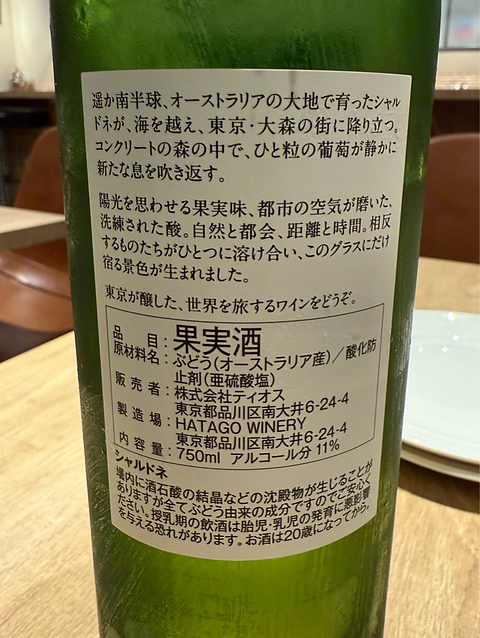 遥か南半球、オーストラリアの大地で育ったシャル
ドネが、海を越え、東京・大森の街に降り立つ。
コンクリートの森の中で、ひと粒の葡萄が静かに
新たな息を吹き返す。
陽光を思わせる果実味、都市の空気が磨いた、
洗練された酸。自然と都会、距離と時間。相反
するものたちがひとつに溶け合い、このグラスにだけ
宿る景色が生まれました。
東京が醸した、世界を旅するワインをどうぞ。
品目：果実酒
原材料名：ぶどう（オーストラリア産）／酸化防
止剤（亜硫酸塩）
販売者：株式会社ティオス
東京都品川区南大井6-24-4
製造場：HATAGO WINERY
東京都品川区南大井6-24-4
内容量：750ml アルコール分 11%
シャルドネ
壜内に酒石酸の結晶などの沈殿物が生じることが
ありますが全てぶどう由来の成分ですのでご安心く
ださい。授乳期の飲酒は胎児・乳児の発育に悪影響
を与える恐れがあります。お酒は20歳になってから。